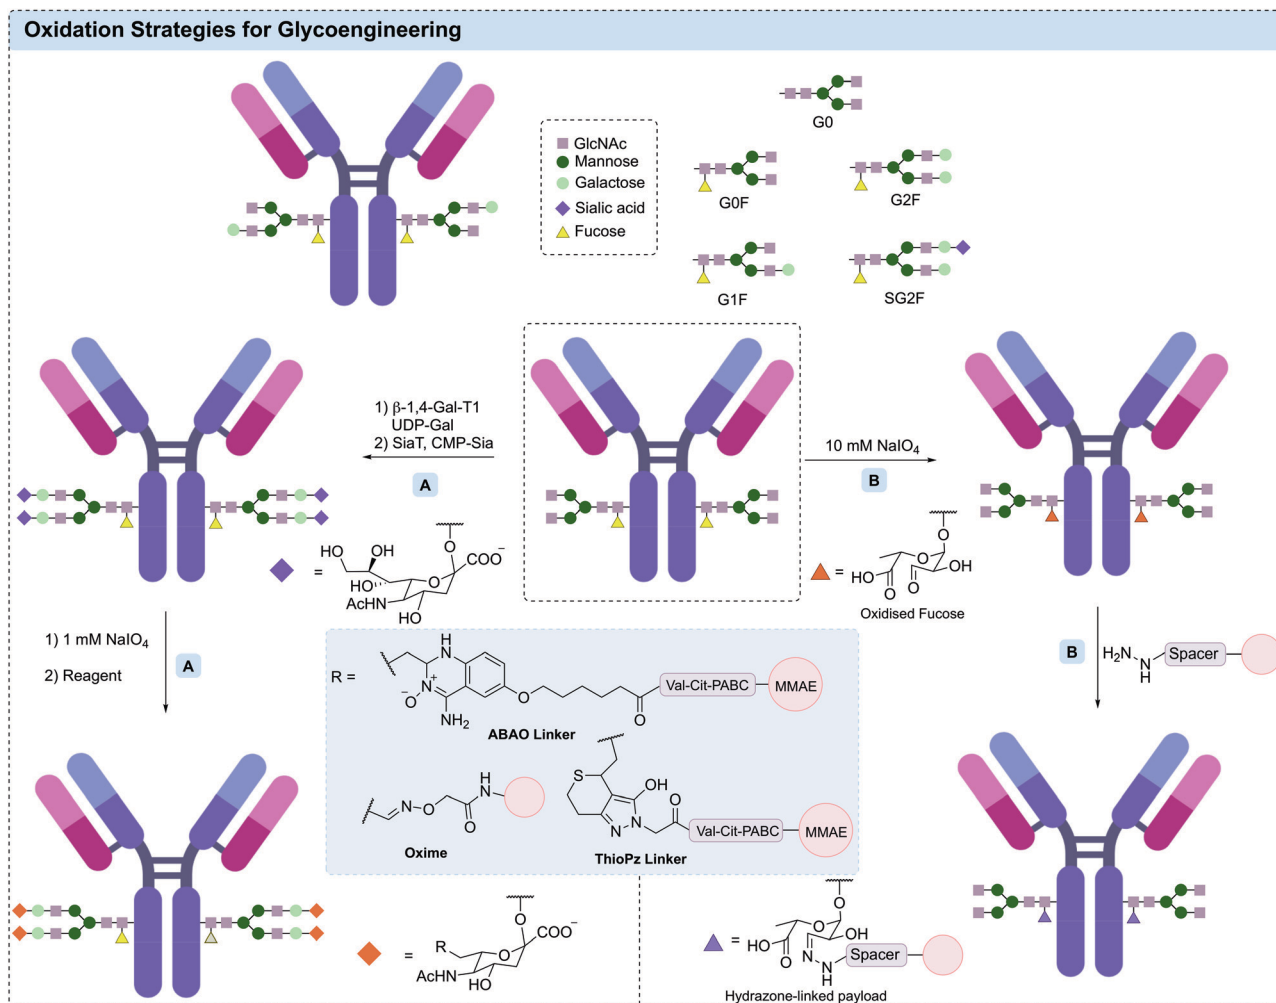 Oxidation Strategies for Glycoengineering
GlcNAc
Mannose
Galactose
Sialic acid
Fucose
G0
G0F
G2F
G1F
SG2F
1) β-1,4-Gal-T1
UDP-Gal
2) SiaT, CMP-Sia
A
10 mM NaIO₄
B
=
HO
OH
HO
AcHN
HO
O
O
COO⁻
=
O
O
OH
HO
O
O
Oxidised Fucose
1) 1 mM NaIO₄
2) Reagent
A
B
H₂N
N
H
Spacer
R =
H
N
N⁺
⁻O
NH₂
O
O
Val-Cit-PABC
MMAE
ABAO Linker
N
O
H
N
O
Oxime
S
OH
N
N
O
Val-Cit-PABC
MMAE
ThioPz Linker
=
R
O
O
COO⁻
AcHN
HO
=
O
O
OH
HO
O
N
N
H
Spacer
Hydrazone-linked payload